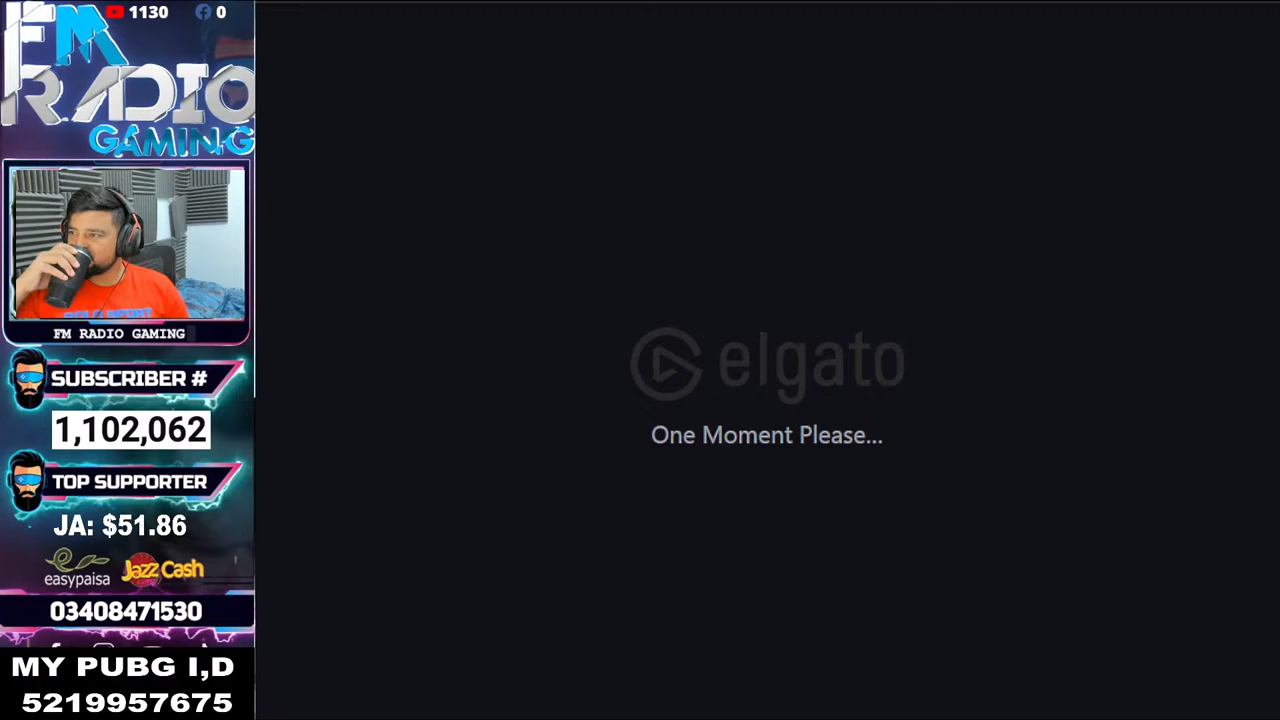 1130 0
FM
RADIO
GAMING
FM RADIO GAMING
SUBSCRIBER #
1,102,062
TOP SUPPORTER
JA: $51.86
easypaisa JazzCash
03408471530
MY PUBG I,D
5219957675
elgato
One Moment Please...